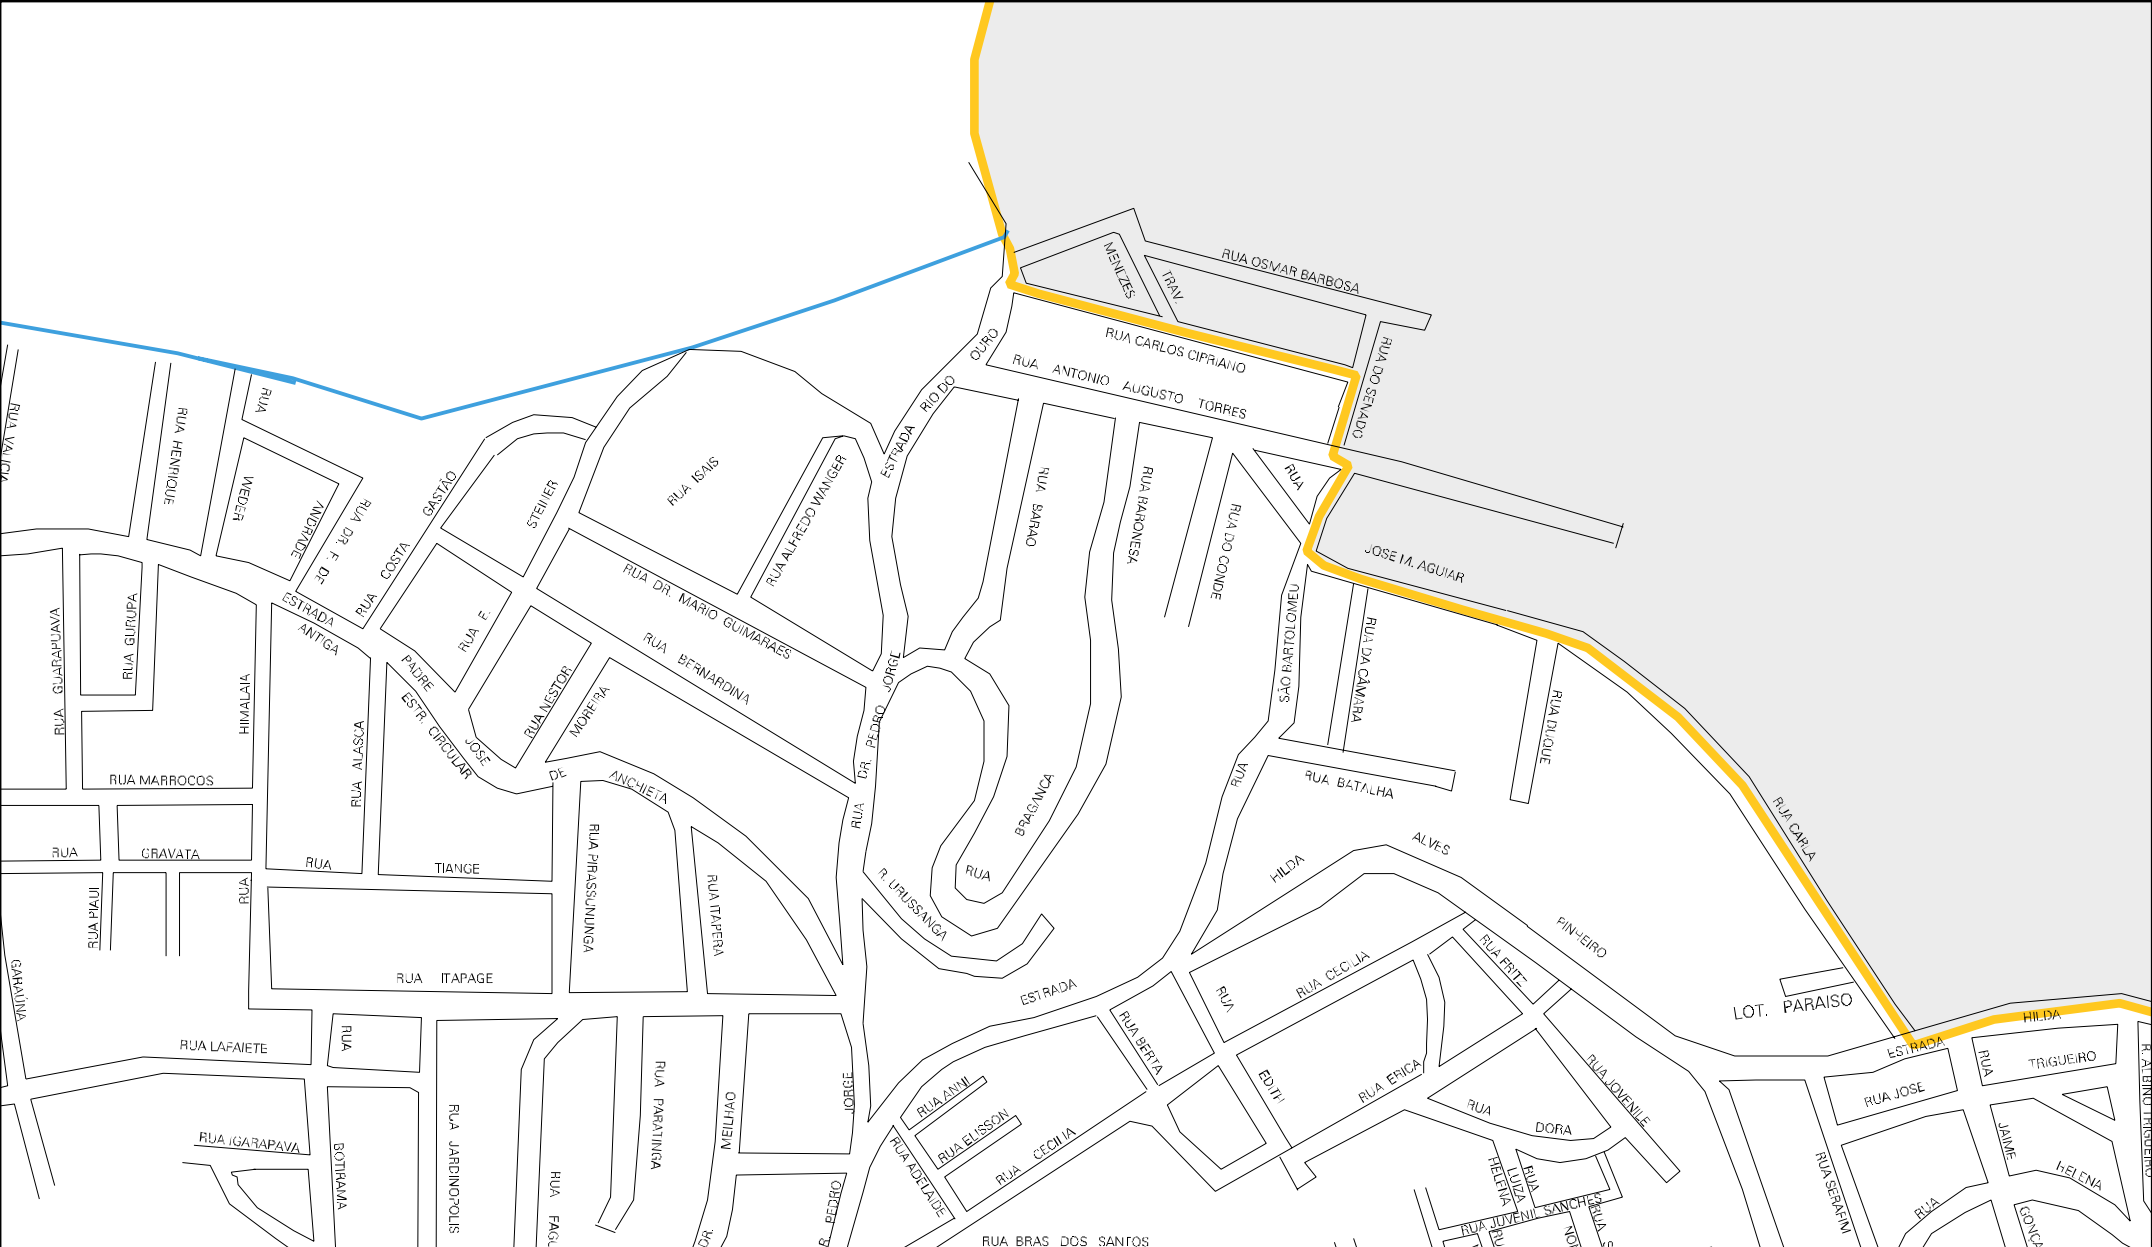 RUA OSMAR BARBOSA
MENEZES
TRAV.
RUA CARLOS CIPRIANO
RUA DO SENADO
OURO
RUA ANTONIO AUGUSTO TORRES
RIO DO
ESTRADA
RUA
RUA HENRIQUE
WEDER
ANDRADE
RUA DR. F. DE
GASTÃO
COSTA
RUA
STEINER
RUA ISAIS
RUA ALFREDO WANGER
RUA BARAO
RUA BARONESA
RUA DO CONDE
RUA
JOSE M. AGUIAR
ESTRADA
ANTIGA
PADRE
JOSE
DE
ANCHIETA
ESTR. CIRCULAR
RUA E.
RUA DR. MARIO GUIMARAES
RUA BERNARDINA
RUA GUARAPUAVA
RUA GURUPA
HIMALAIA
RUA
RUA ALASCA
RUA NESTOR
MOREIRA
JORGE
DR. PEDRO
RUA
SÃO BARTOLOMEU
RUA
RUA DA CÂMARA
RUA DUQUE
RUA BATALHA
RUA MARROCOS
RUA GRAVATA
RUA TIANGE
RUA PIAUI
RUA PIRASSUNUNGA
RUA ITAPERA
R. URUSSANGA
BRAGANCA
RUA
HILDA
ALVES
PINHEIRO
RUA CARLA
GARAÚNA
RUA ITAPAGE
ESTRADA
RUA
RUA CECILIA
RUA FRITZ
LOT. PARAISO
HILDA
ESTRADA
RUA LAFAIETE
RUA
RUA BERTA
EDITH
RUA ERICA
RUA JOVENILE
RUA
TRIGUEIRO
RUA JOSE
R. ALBINO TRIGUEIRO
RUA ANNI
RUA ELISSON
RUA CECILIA
RUA ADELAIDE
RUA
DORA
RUA IGARAPAVA
BOTIRAMA
RUA JARDINOPOLIS
RUA PARATINGA
JORGE
R. PEDRO
DR.
HELENA
LUIZA
RUA
RUA JUVENIL
RUA SERAFIM
JAIME
HELENA
RUA
RUA BRAS DOS SANTOS